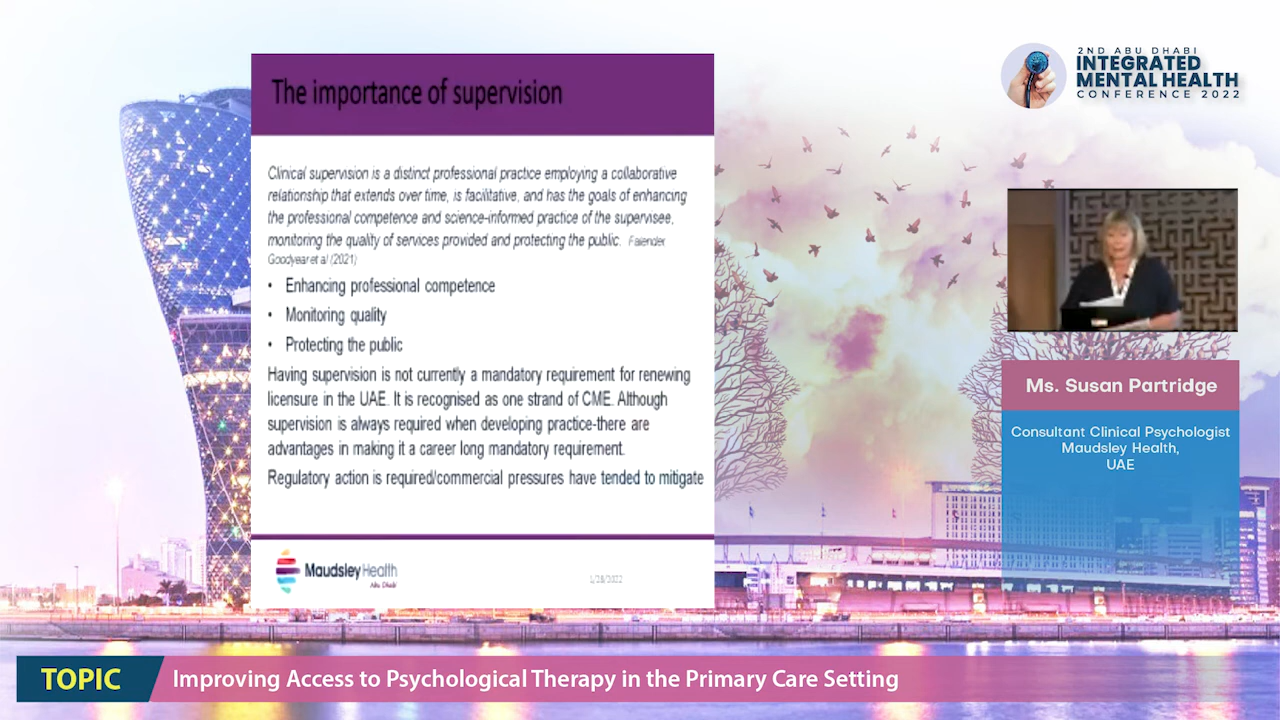 The importance of supervision
Clinical supervision is a distinct professional practice employing a collaborative
relationship that extends over time, is facilitative, and has the goals of enhancing
the professional competence and science-informed practice of the supervisee,
monitoring the quality of services provided and protecting the public.
Goodyear et al (2021)
• Enhancing professional competence
• Monitoring quality
• Protecting the public
Having supervision is not currently a mandatory requirement for renewing
licensure in the UAE. It is recognised as one strand of CME. Although
supervision is always required when developing practice-there are
advantages in making it a career long mandatory requirement.
Regulatory action is required/commercial pressures have tended to mitigate
Maudsley Health
Abu Dhabi
1/28/2022
2ND ABU DHABI
INTEGRATED
MENTAL HEALTH
CONFERENCE 2022
Ms. Susan Partridge
Consultant Clinical Psychologist
Maudsley Health,
UAE
TOPIC
Improving Access to Psychological Therapy in the Primary Care Setting